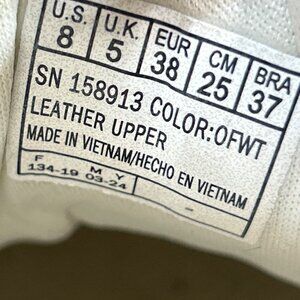 U.S. U.K. EUR CM BRA
8 5 38 25 37
SN 158913 COLOR:OFWT
LEATHER UPPER
MADE IN VIETNAM/HECHO EN VIETNAM
F M Y
134-19 03-24